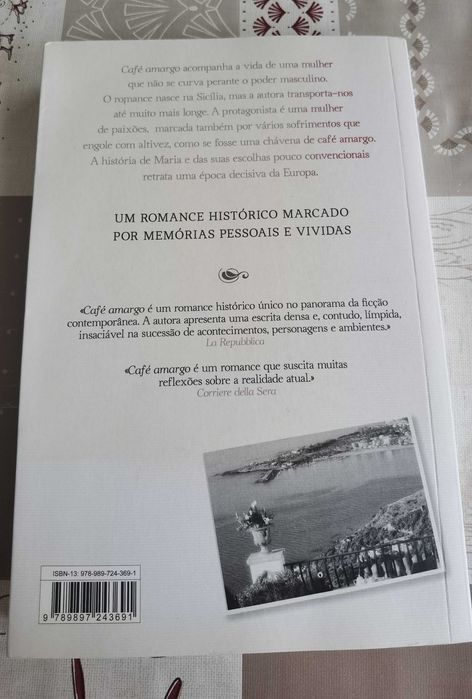 Café amargo acompanha a vida de uma mulher
que não se curva perante o poder masculino.
O romance nasce na Sicília, mas a autora transporta-nos
até muito mais longe. A protagonista é uma mulher
de paixões, marcada também por vários sofrimentos que
engole com altivez, como se fosse uma chávena de café amargo.
A história de Maria e das suas escolhas pouco convencionais
retrata uma época decisiva da Europa.
UM ROMANCE HISTÓRICO MARCADO
POR MEMÓRIAS PESSOAIS E VIVIDAS
«Café amargo é um romance histórico único no panorama da ficção
contemporânea. A autora apresenta uma escrita densa e, contudo, límpida,
insaciável na sucessão de acontecimentos, personagens e ambientes.»
La Repubblica
«Café amargo é um romance que suscita muitas
reflexões sobre a realidade atual.»
Corriere della Sera
ISBN-13: 978-989-724-369-1
9 789897 243691